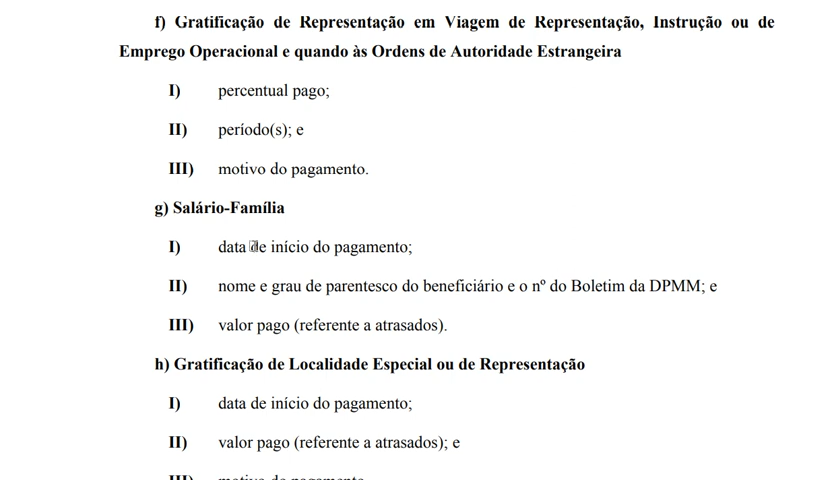 f) Gratificação de Representação em Viagem de Representação, Instrução ou de
Emprego Operacional e quando às Ordens de Autoridade Estrangeira
I) percentual pago;
II) período(s); e
III) motivo do pagamento.
g) Salário-Família
I) data de início do pagamento;
II) nome e grau de parentesco do beneficiário e o nº do Boletim da DPMM; e
III) valor pago (referente a atrasados).
h) Gratificação de Localidade Especial ou de Representação
I) data de início do pagamento;
II) valor pago (referente a atrasados); e